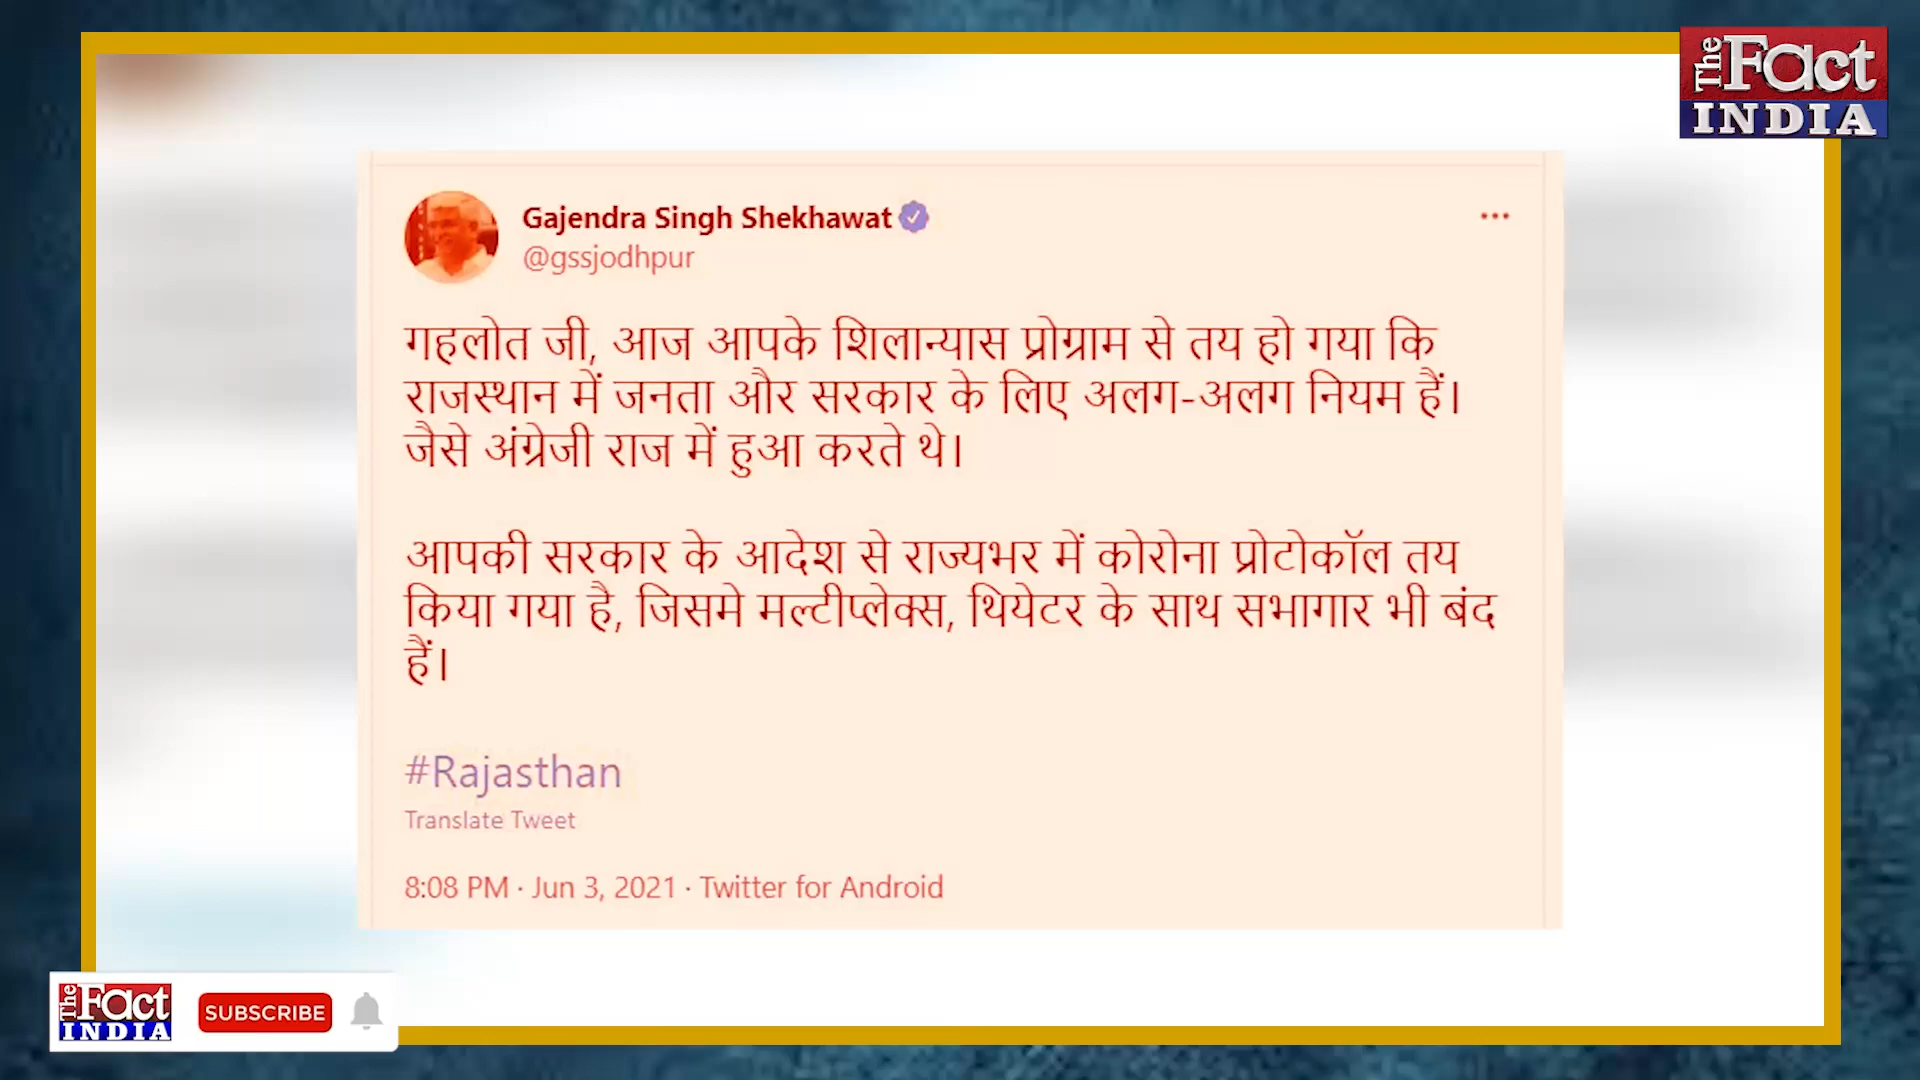 The Fact
INDIA
Gajendra Singh Shekhawat
@gssjodhpur
गहलोत जी, आज आपके शिलान्यास प्रोग्राम से तय हो गया कि
राजस्थान में जनता और सरकार के लिए अलग-अलग नियम हैं।
जैसे अंग्रेजी राज में हुआ करते थे।
आपकी सरकार के आदेश से राज्यभर में कोरोना प्रोटोकॉल तय
किया गया है, जिसमे मल्टीप्लेक्स, थियेटर के साथ सभागार भी बंद
हैं।
#Rajasthan
Translate Tweet
8:08 PM · Jun 3, 2021 · Twitter for Android
The Fact
INDIA
SUBSCRIBE